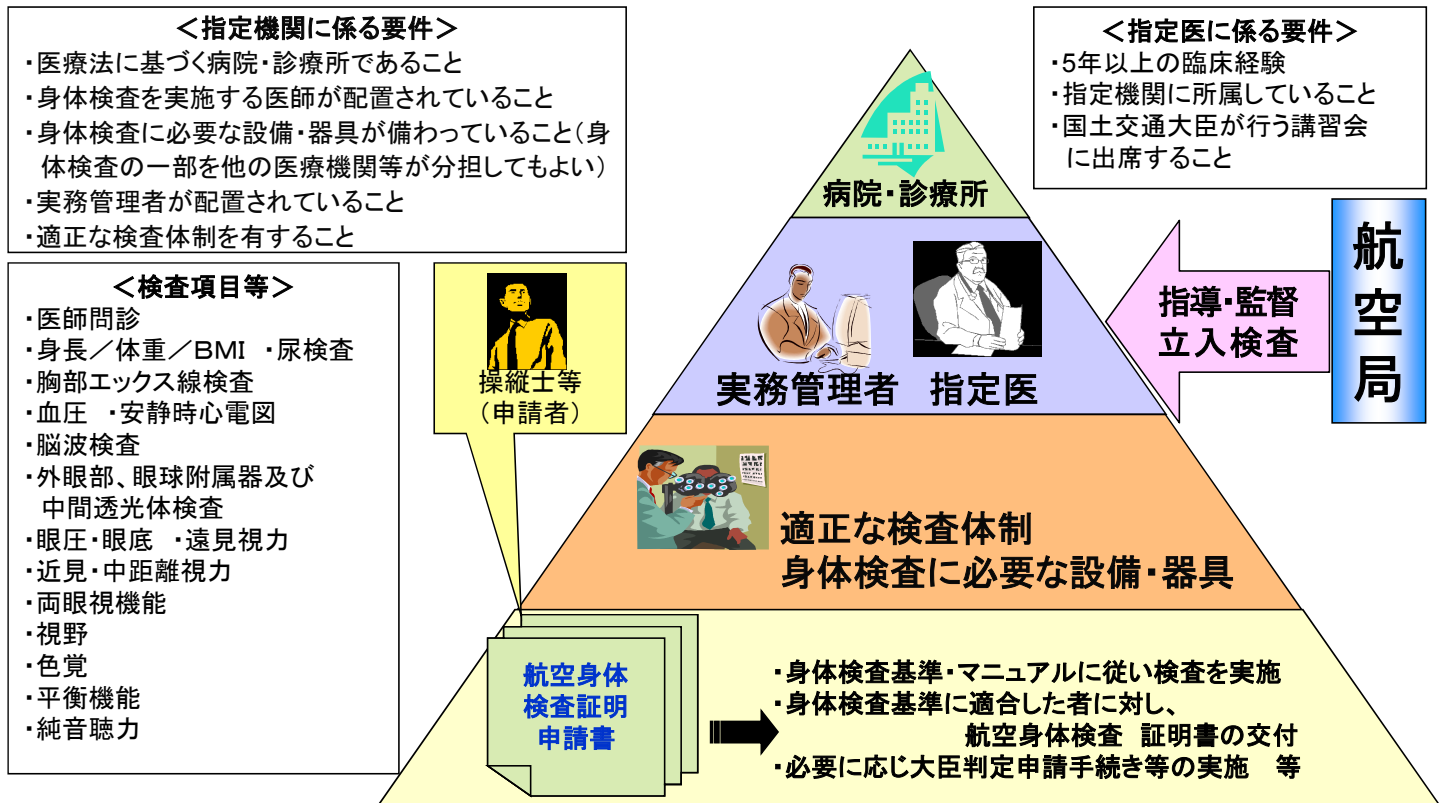 ＜指定機関に係る要件＞
・医療法に基づく病院・診療所であること
・身体検査を実施する医師が配置されていること
・身体検査に必要な設備・器具が備わっていること（身
体検査の一部を他の医療機関等が分担してもよい）
・実務管理者が配置されていること
・適正な検査体制を有すること
＜検査項目等＞
・医師問診
・身長／体重／BMI ・尿検査
・胸部エックス線検査
・血圧 ・安静時心電図
・脳波検査
・外眼部、眼球附属器及び
中間透光体検査
・眼圧・眼底 ・遠見視力
・近見・中距離視力
・両眼視機能
・視野
・色覚
・平衡機能
・純音聴力
操縦士等
（申請者）
＜指定医に係る要件＞
・5年以上の臨床経験
・指定機関に所属していること
・国土交通大臣が行う講習会
に出席すること
病院・診療所
実務管理者 指定医
指導・監督
立入検査
航空局
適正な検査体制
身体検査に必要な設備・器具
航空身体
検査証明
申請書
・身体検査基準・マニュアルに従い検査を実施
・身体検査基準に適合した者に対し、
航空身体検査 証明書の交付
・必要に応じ大臣判定申請手続き等の実施 等